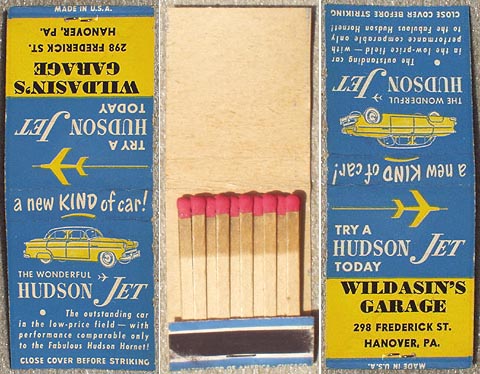 MADE IN U.S.A.
HANOVER, PA.
298 FREDERICK ST.
WILDASIN'S
GARAGE
TRY A
HUDSON JET
TODAY
a new KIND of car!
THE WONDERFUL
HUDSON JET
• The outstanding car
in the low-price field — with
performance comparable only
to the Fabulous Hudson Hornet!
CLOSE COVER BEFORE STRIKING
CLOSE COVER BEFORE STRIKING
• The outstanding car
in the low-price field — with
performance comparable only
to the Fabulous Hudson Hornet!
THE WONDERFUL
HUDSON JET
a new KIND of car!
TRY A
HUDSON JET
TODAY
WILDASIN'S
GARAGE
298 FREDERICK ST.
HANOVER, PA.
MADE IN U.S.A.